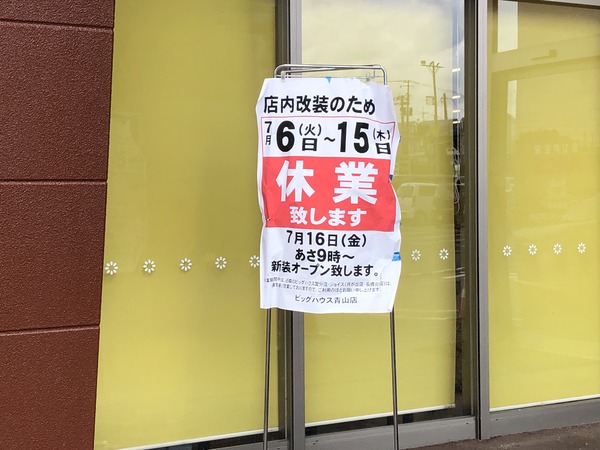 店内改装のため
7月6日(火)～15日(木)
休業
致します
7月16日(金)
あさ9時～
新装オープン致します。
ビッグハウス青山店